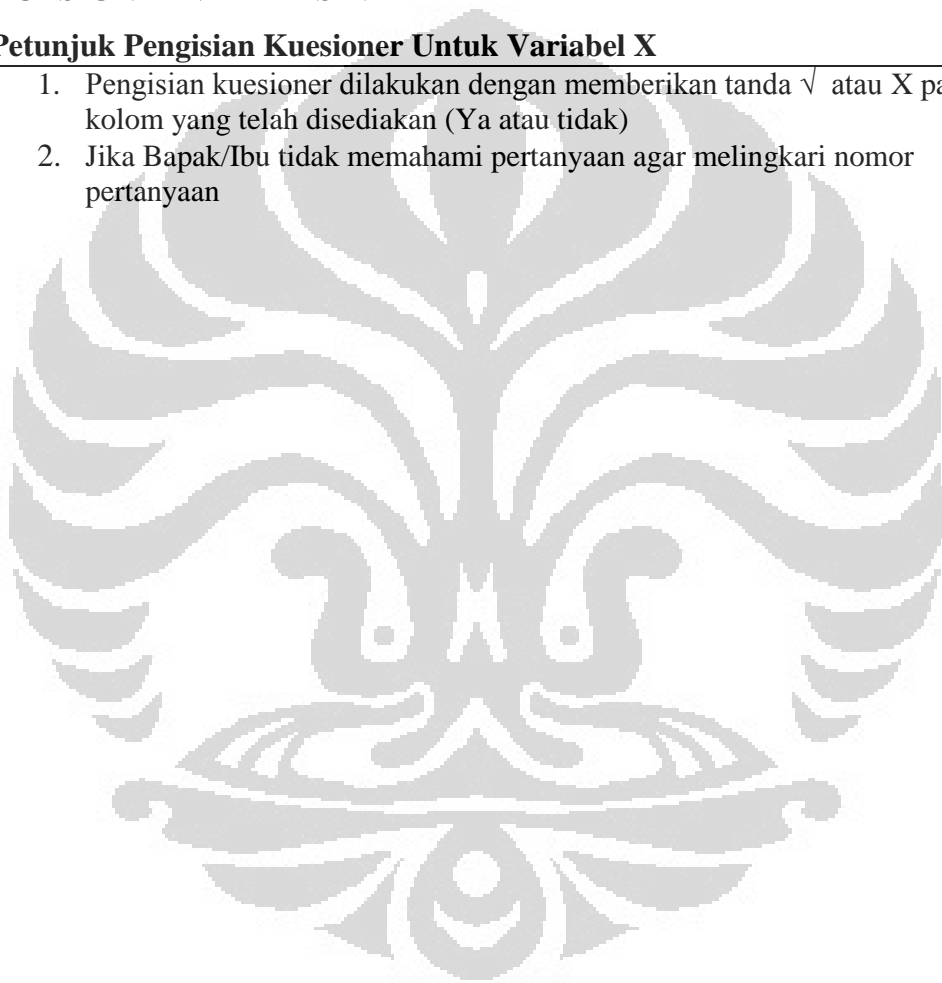 Petunjuk Pengisian Kuesioner Untuk Variabel X
1. Pengisian kuesioner dilakukan dengan memberikan tanda √ atau X pa
kolom yang telah disediakan (Ya atau tidak)
2. Jika Bapak/Ibu tidak memahami pertanyaan agar melingkari nomor
pertanyaan